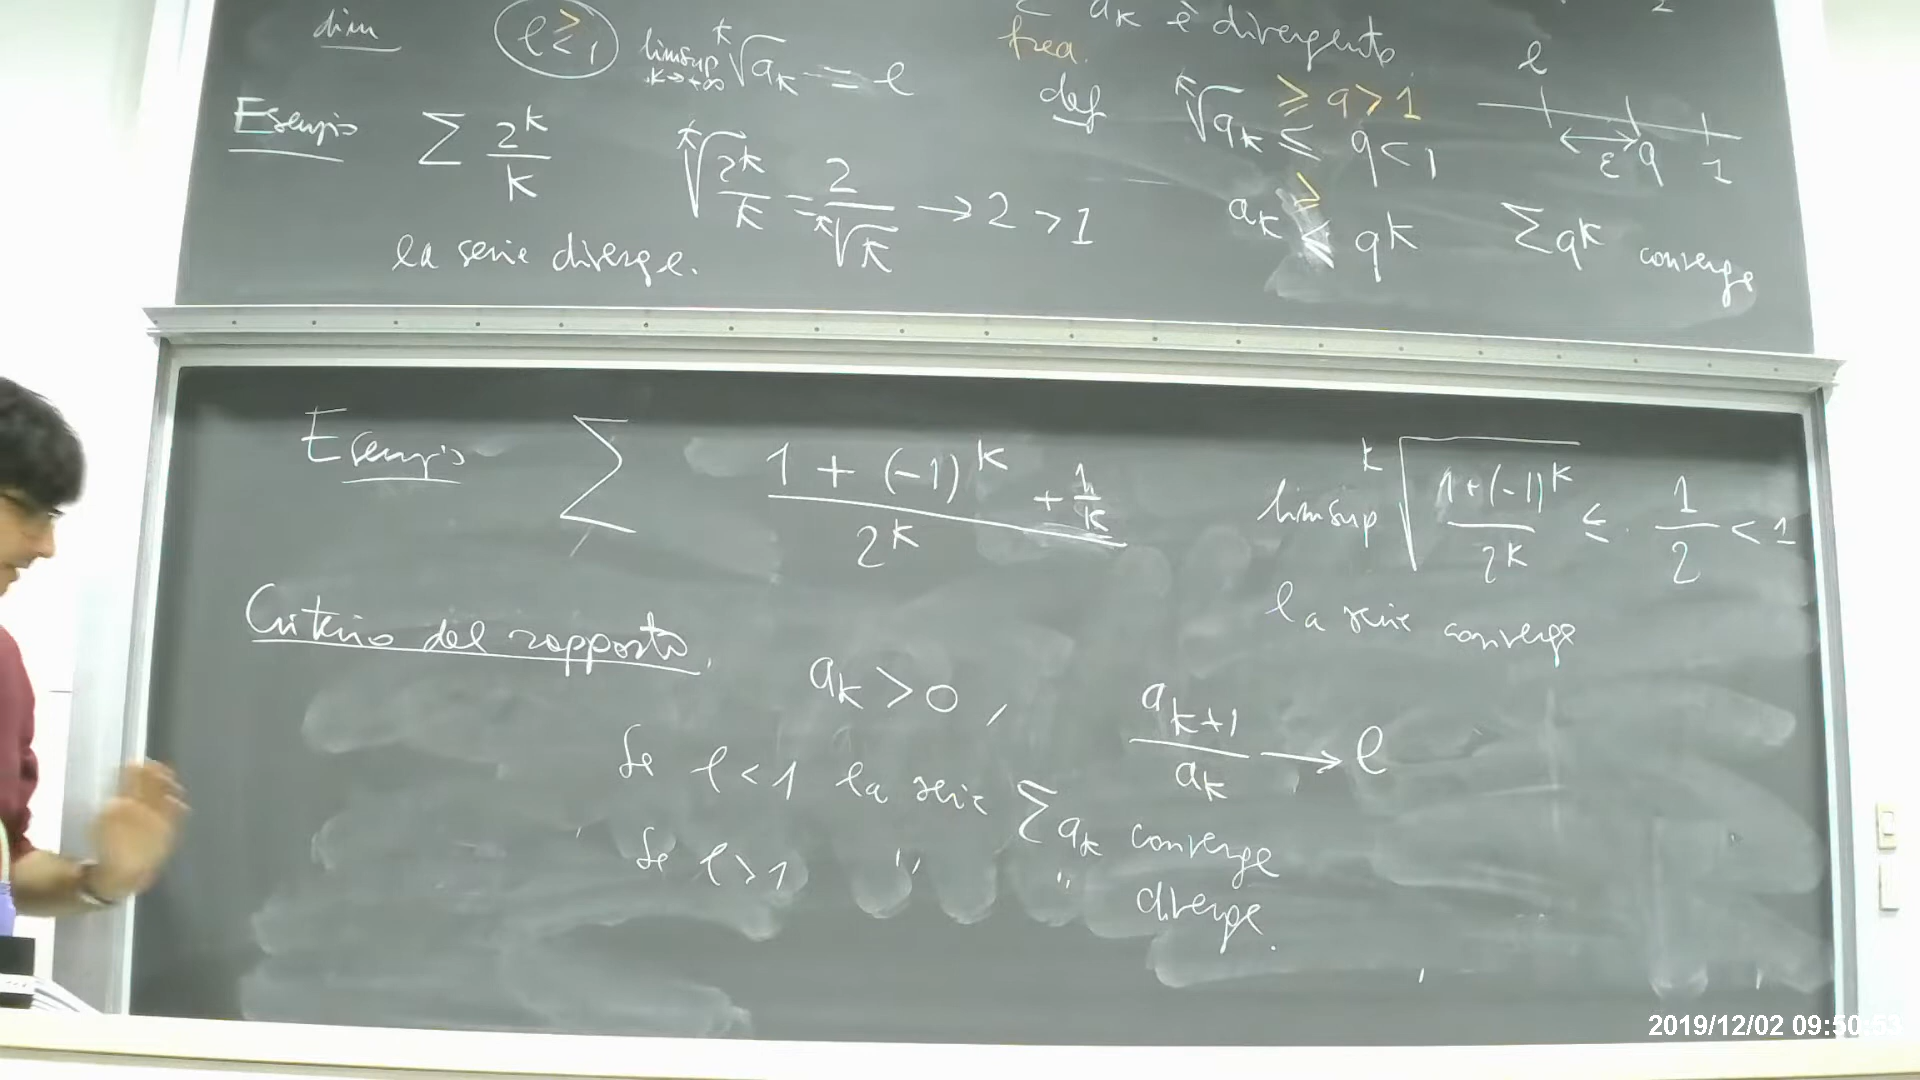 ∑ a_k è divergente
dim ℓ ≷ 1 limsup_{k→+∞} ᵏ√a_k = ℓ
freq.
def ᵏ√a_k ≥ q > 1
≤ q < 1
ℓ ε q 1
Esempio ∑ 2^k/k ᵏ√(2^k/k) = 2/ᵏ√k → 2 > 1
a_k ≥ ≤ q^k ∑ q^k converge
la serie diverge.
Esempio ∑ (1 + (-1)^k + 1/k)/2^k limsup ᵏ√((1+(-1)^k)/2^k) ≤ 1/2 < 1
la serie converge
Criterio del rapporto.
a_k > 0, a_{k+1}/a_k → ℓ
Se ℓ < 1 la serie ∑ a_k converge
Se ℓ > 1 " " diverge.
2019/12/02 09:50:53